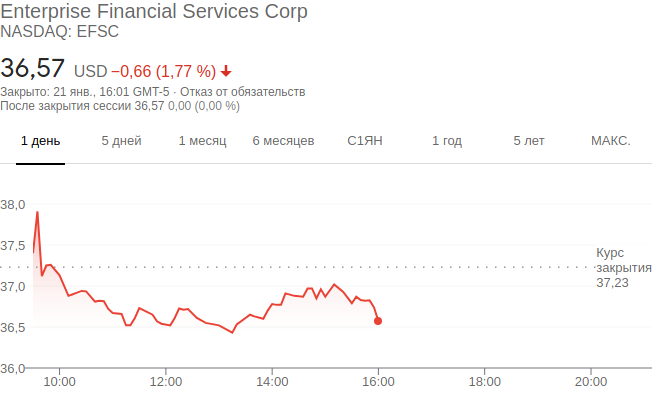 Enterprise Financial Services Corp
NASDAQ: EFSC
36,57 USD −0,66 (1,77 %)
Закрыто: 21 янв., 16:01 GMT-5 · Отказ от обязательств
После закрытия сессии 36,57 0,00 (0,00 %)
1 день 5 дней 1 месяц 6 месяцев С1ЯН 1 год 5 лет МАКС.
38,0
37,5
Курс
закрытия
37,23
37,0
36,5
36,0
10:00 12:00 14:00 16:00 18:00 20:00